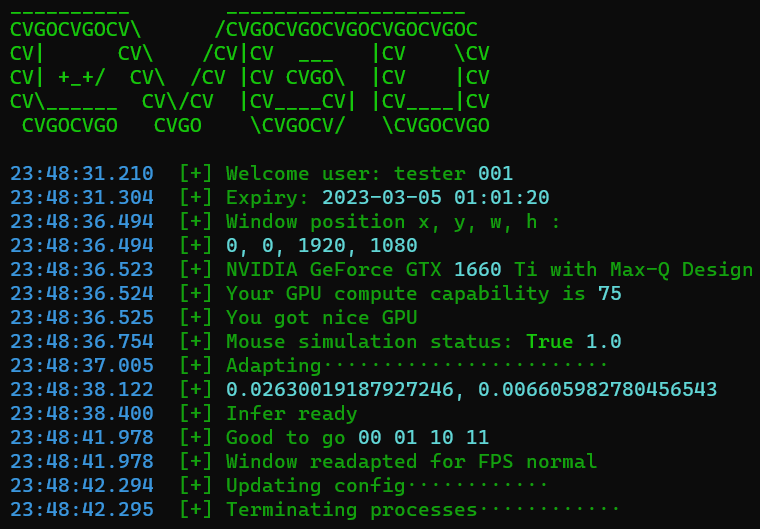 __________        ____________________
CVGOCVGOCV\      /CVGOCVGOCVGOCVGOCVGOC
CV|      CV\    /CV|CV  ___   |CV    \CV
CV| +_+/  CV\  /CV |CV CVGO\  |CV    |CV
CV\______  CV\/CV  |CV____CV| |CV____|CV
 CVGOCVGO   CVGO    \CVGOCV/   \CVGOCVGO
23:48:31.210  [+] Welcome user: tester 001
23:48:31.304  [+] Expiry: 2023-03-05 01:01:20
23:48:36.494  [+] Window position x, y, w, h :
23:48:36.494  [+] 0, 0, 1920, 1080
23:48:36.523  [+] NVIDIA GeForce GTX 1660 Ti with Max-Q Design
23:48:36.524  [+] Your GPU compute capability is 75
23:48:36.525  [+] You got nice GPU
23:48:36.754  [+] Mouse simulation status: True 1.0
23:48:37.005  [+] Adapting························
23:48:38.122  [+] 0.02630019187927246, 0.006605982780456543
23:48:38.400  [+] Infer ready
23:48:41.978  [+] Good to go 00 01 10 11
23:48:41.978  [+] Window readapted for FPS normal
23:48:42.294  [+] Updating config············
23:48:42.295  [+] Terminating processes············